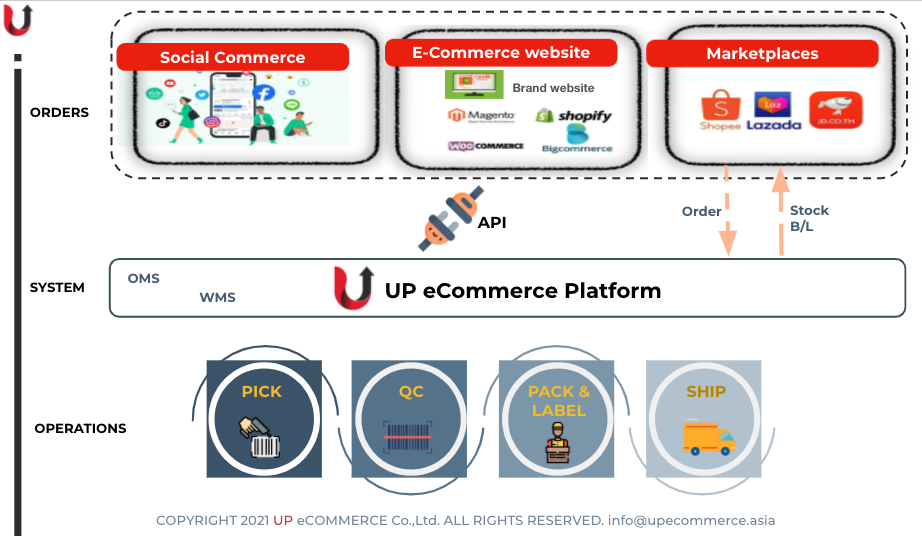 Social Commerce
E-Commerce website
Marketplaces
ORDERS
Brand website
Magento
shopify
WOO COMMERCE
Bigcommerce
Shopee
Laz
Lazada
JD.CO.TH
API
Order
Stock
B/L
SYSTEM
OMS
WMS
UP eCommerce Platform
OPERATIONS
PICK
QC
PACK &
LABEL
SHIP
COPYRIGHT 2021 UP eCOMMERCE Co.,Ltd. ALL RIGHTS RESERVED. info@upecommerce.asia